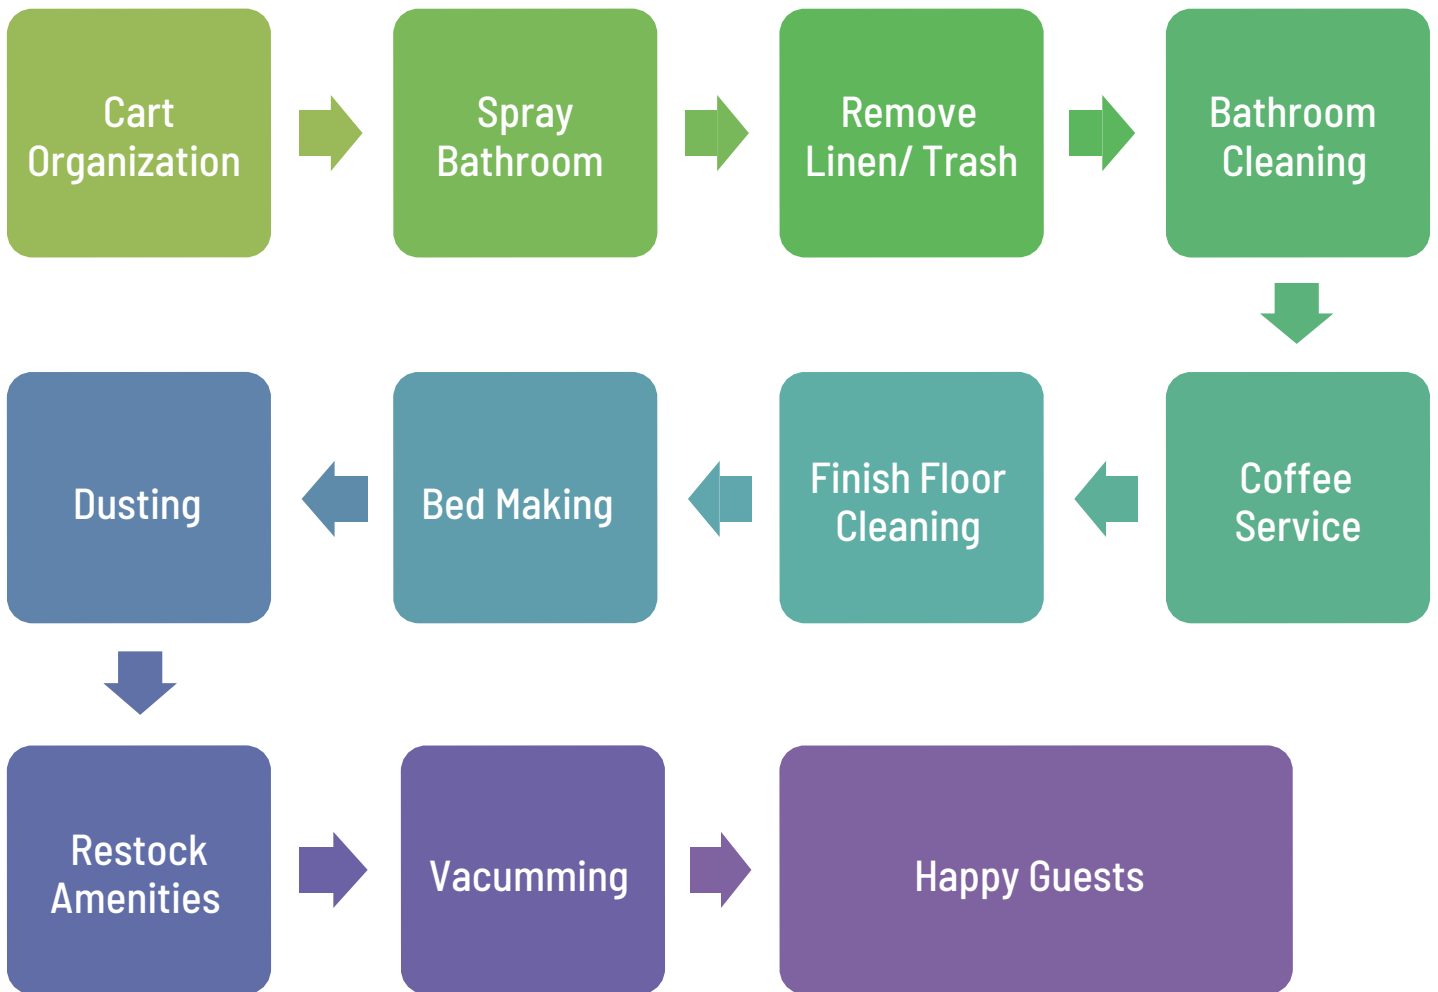 Cart
Organization
Spray
Bathroom
Remove
Linen/ Trash
Bathroom
Cleaning
Coffee
Service
Finish Floor
Cleaning
Bed Making
Dusting
Restock
Amenities
Vacumming
Happy Guests